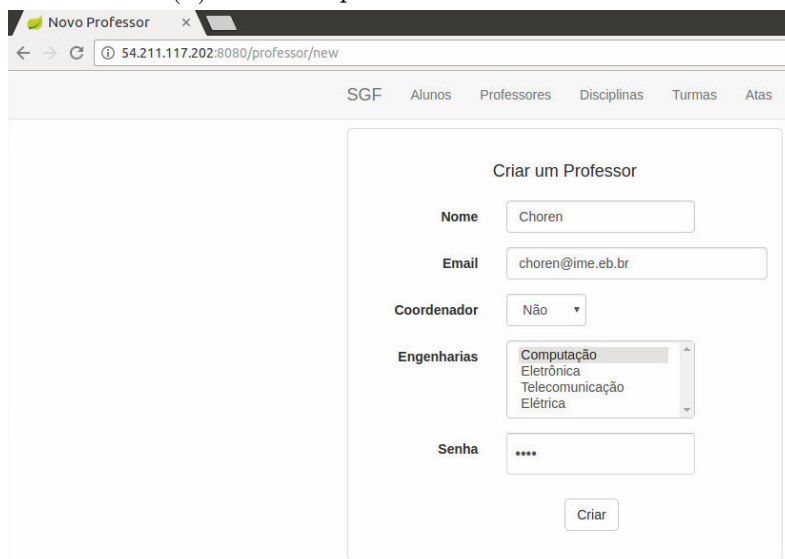 Novo Professor ×
54.211.117.202:8080/professor/new
SGF Alunos Professores Disciplinas Turmas Atas
Criar um Professor
Nome Choren
Email choren@ime.eb.br
Coordenador Não
Engenharias Computação
Eletrônica
Telecomunicação
Elétrica
Senha ••••
Criar